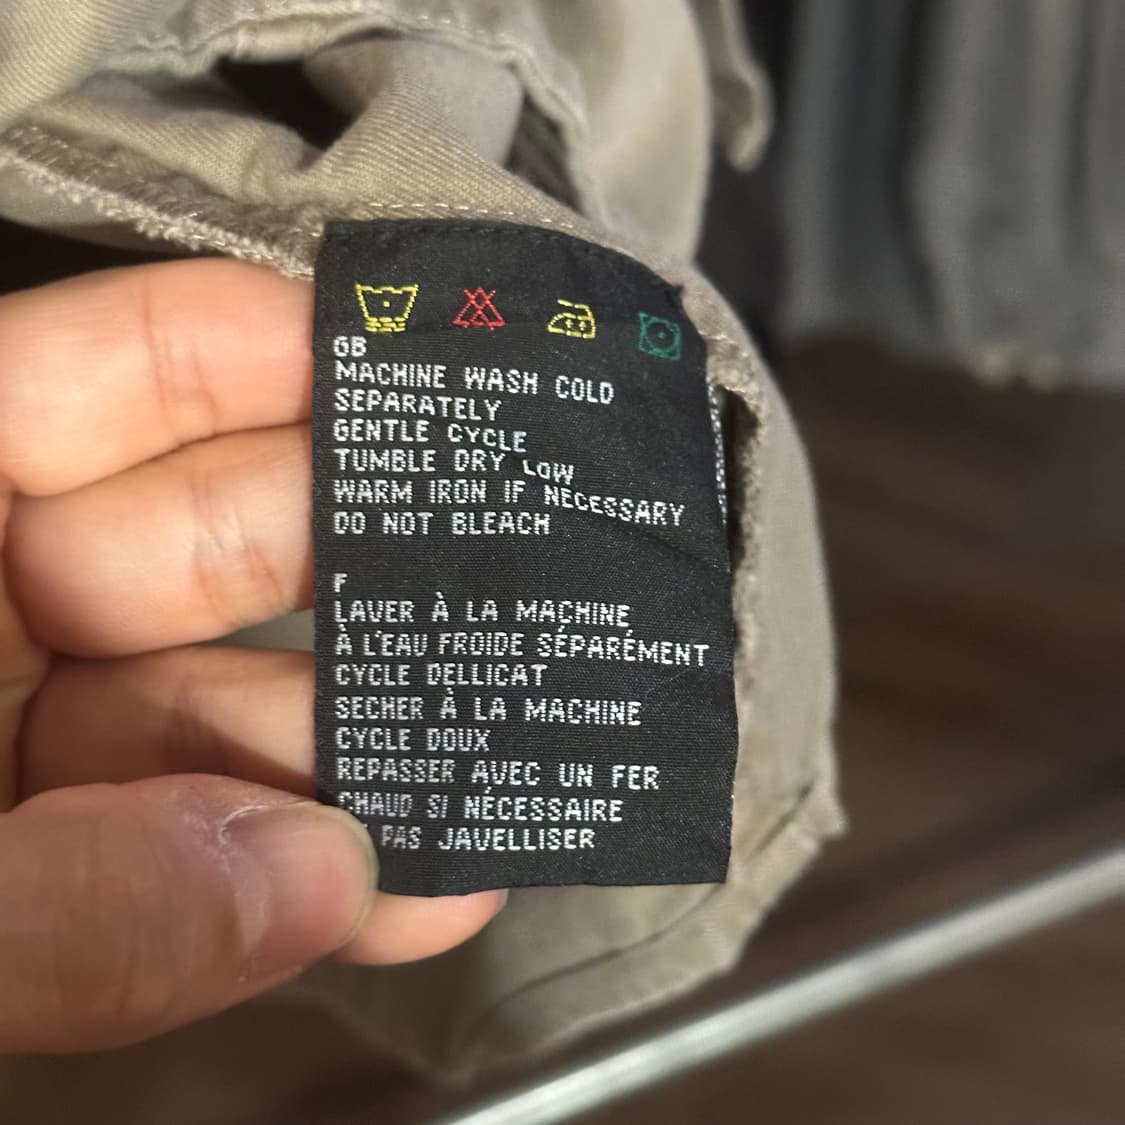 GB
MACHINE WASH COLD
SEPARATELY
GENTLE CYCLE
TUMBLE DRY LOW
WARM IRON IF NECESSARY
DO NOT BLEACH
F
LAVER À LA MACHINE
À L'EAU FROIDE SÉPARÉMENT
CYCLE DELLICAT
SECHER À LA MACHINE
CYCLE DOUX
REPASSER AVEC UN FER
CHAUD SI NÉCESSAIRE
PAS JAVELLISER